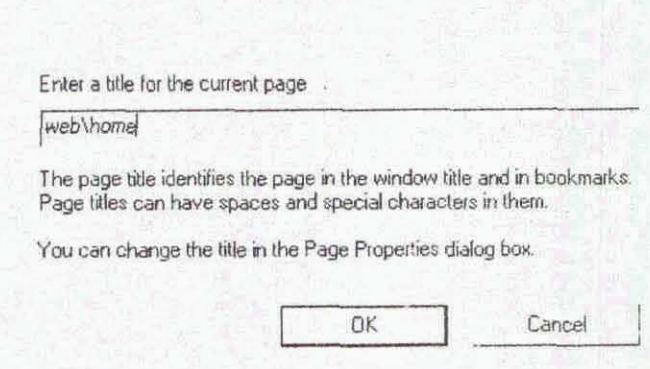 Enter a title for the current page
web\home
The page title identifies the page in the window title and in bookmarks.
Page titles can have spaces and special characters in them.
You can change the title in the Page Properties dialog box.
OK
Cancel